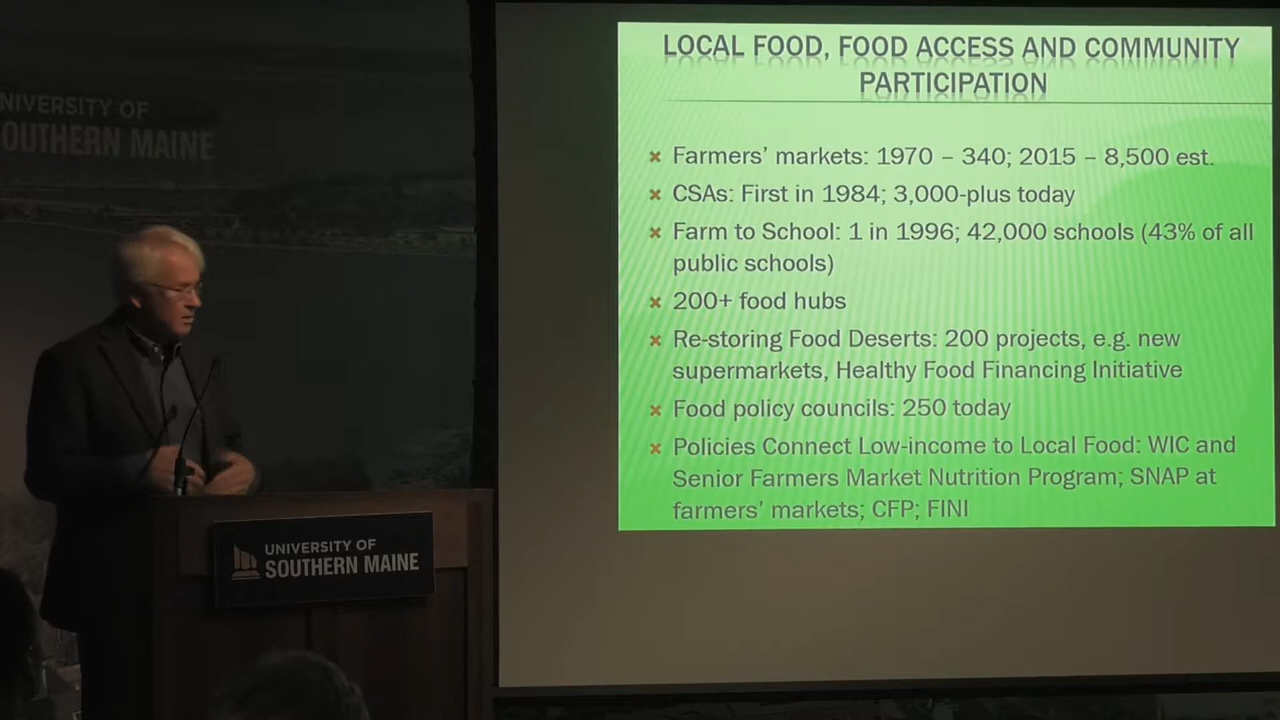 NIVERSITY OF
OUTHERN MAINE
LOCAL FOOD, FOOD ACCESS AND COMMUNITY
PARTICIPATION
Farmers' markets: 1970 – 340; 2015 – 8,500 est.
CSAs: First in 1984; 3,000-plus today
Farm to School: 1 in 1996; 42,000 schools (43% of all
public schools)
200+ food hubs
Re-storing Food Deserts: 200 projects, e.g. new
supermarkets, Healthy Food Financing Initiative
Food policy councils: 250 today
Policies Connect Low-income to Local Food: WIC and
Senior Farmers Market Nutrition Program; SNAP at
farmers' markets; CFP; FINI
UNIVERSITY OF
SOUTHERN MAINE